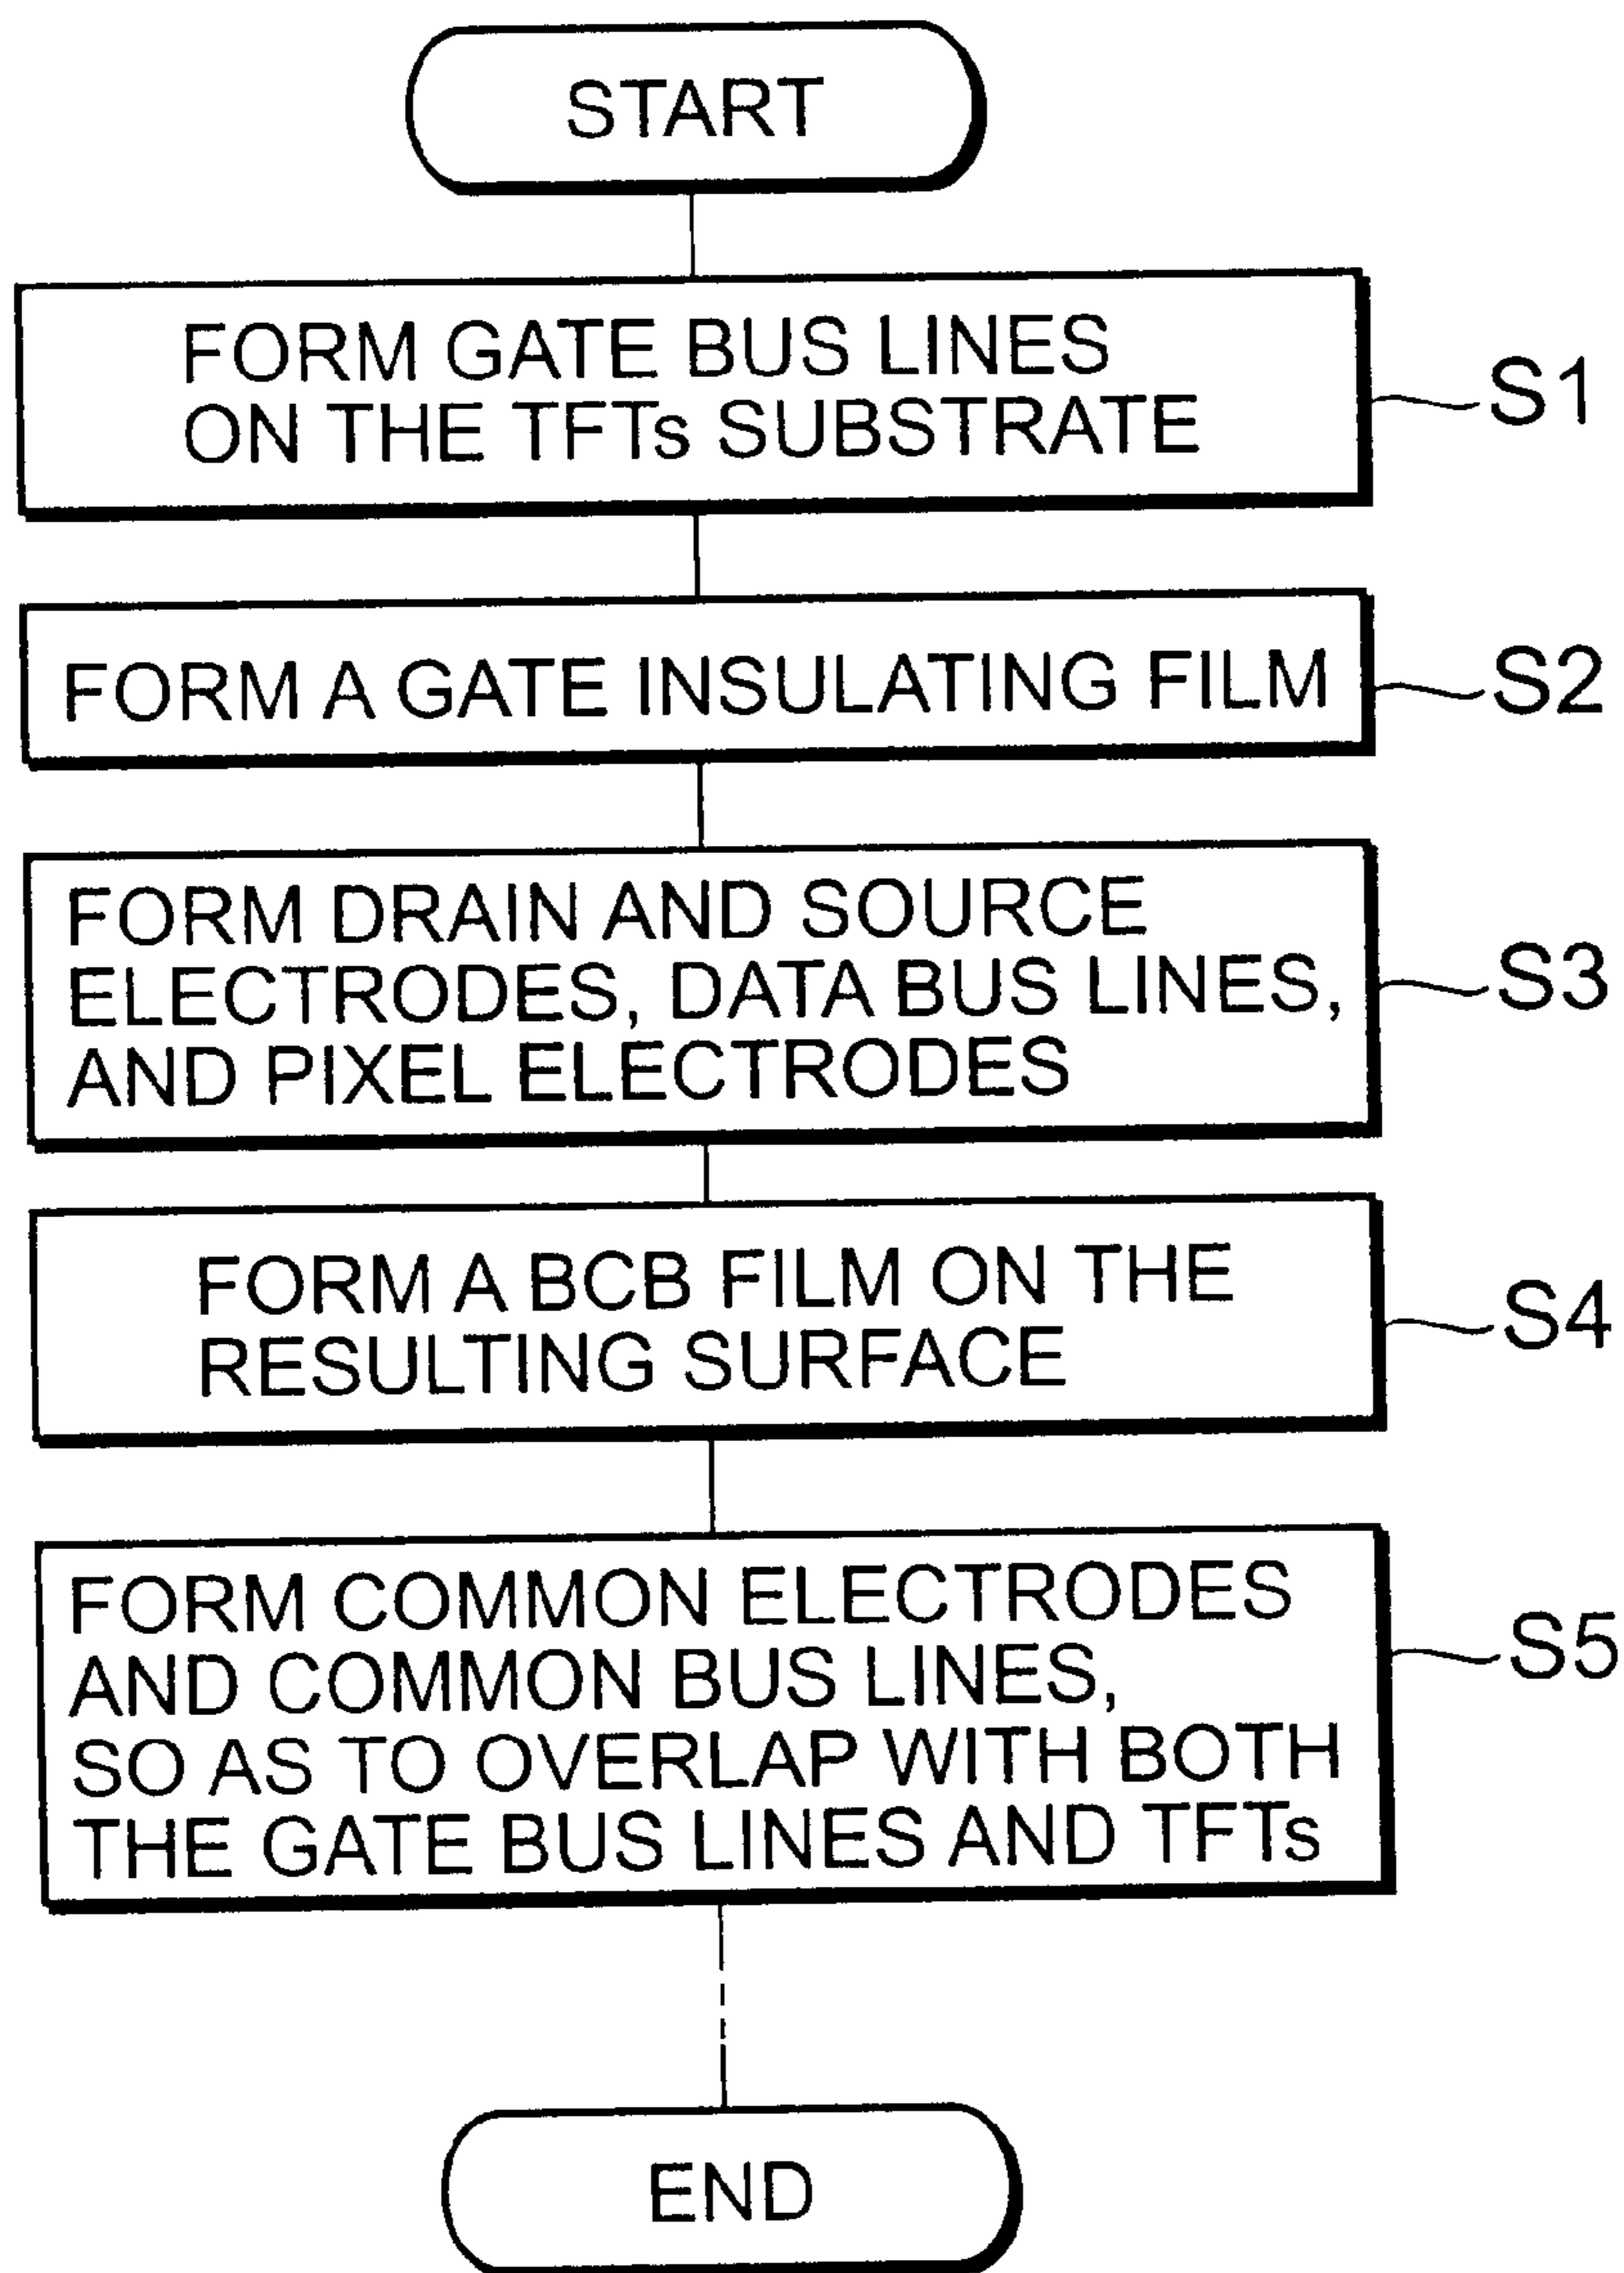 START
FORM GATE BUS LINES
ON THE TFTs SUBSTRATE
S1
FORM A GATE INSULATING FILM
S2
FORM DRAIN AND SOURCE
ELECTRODES, DATA BUS LINES,
AND PIXEL ELECTRODES
S3
FORM A BCB FILM ON THE
RESULTING SURFACE
S4
FORM COMMON ELECTRODES
AND COMMON BUS LINES,
SO AS TO OVERLAP WITH BOTH
THE GATE BUS LINES AND TFTs
S5
END